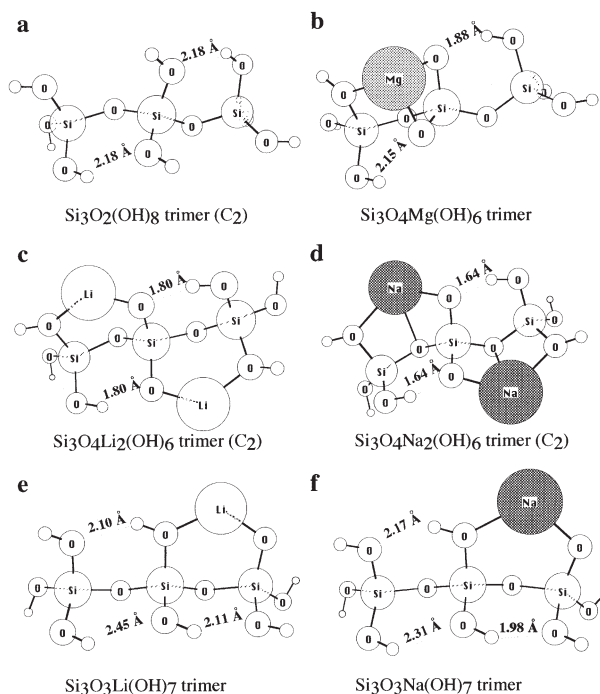 a
2.18 Å
O
O
O
O
Si
O
Si
O
Si
O
O
O
2.18 Å
Si3O2(OH)8 trimer (C2)
b
1.88 Å
O
O
O
Mg
Si
O
Si
O
Si
O
O
O
O
2.15 Å
Si3O4Mg(OH)6 trimer
c
Li
1.80 Å
O
O
O
O
O
Si
O
Si
O
Si
O
O
O
1.80 Å
Li
Si3O4Li2(OH)6 trimer (C2)
d
1.64 Å
Na
O
O
O
Si
O
Si
O
Si
O
O
O
O
1.64 Å
Na
Si3O4Na2(OH)6 trimer (C2)
e
Li
2.10 Å
O
O
O
O
Si
O
Si
O
Si
O
O
O
O
2.45 Å
2.11 Å
Si3O3Li(OH)7 trimer
f
Na
2.17 Å
O
O
O
O
Si
O
Si
O
Si
O
O
O
O
2.31 Å
1.98 Å
Si3O3Na(OH)7 trimer